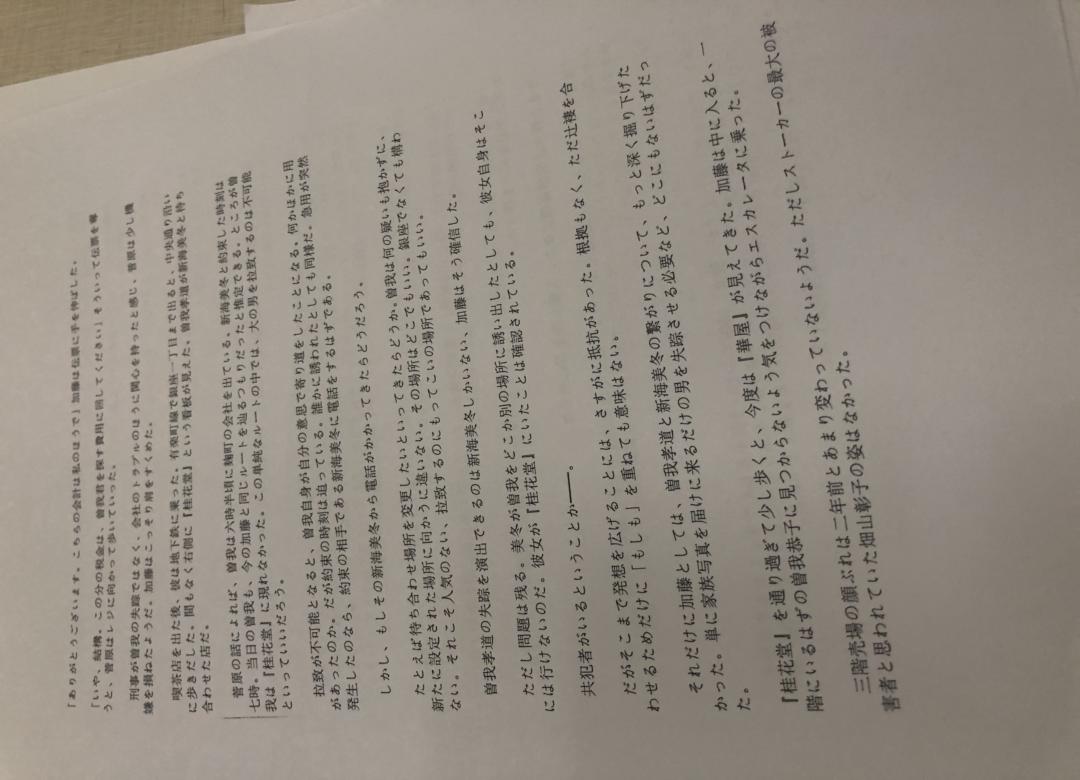 「ありがとうございます。こちらの会計は私のほうで」加藤は伝票に手を伸ばした。
「いや、結構。この分の税金は、曽我君を探す費用に回してください」そういって伝票を奪
うと、菅原はレジに向かって歩いていった。
刑事が曽我の失踪ではなく、会社のトラブルのほうに関心を持ったと感じ、菅原は少し機
嫌を損ねたようだ。加藤はこっそり肩をすくめた。
喫茶店を出た後、彼は地下鉄に乗った。有楽町線で銀座一丁目まで出ると、中央通り沿い
に歩きだした。間もなく右側に『桂花堂』という看板が見えた。曽我孝道が新海美冬と待ち
合わせた店だ。
菅原の話によれば、曽我は六時半頃に麹町の会社を出ている。新海美冬と約束した時刻は
七時。当日の曽我も、今の加藤と同じルートを辿るつもりだったと推定できる。ところが曽
我は『桂花堂』に現れなかった。この単純なルートの中では、大の男を拉致するのは不可能
といっていいだろう。
拉致が不可能となると、曽我自身が自分の意思で寄り道をしたことになる。何かほかに用
があったのか。だが約束の時刻は迫っている。誰かに誘われたとしても同様だ。急用が突然
発生したのなら、約束の相手である新海美冬に電話をするはずである。
しかし、もしその新海美冬から電話がかかってきたらどうだろう。
たとえば待ち合わせ場所を変更したいといってきたらどうか。曽我は何の疑いも抱かずに、
新たに設定された場所に向かうに違いない。その場所はどこでもいい。銀座でなくても構わ
ない。それこそ人気のない、拉致するのにもってこいの場所であってもいい。
曽我孝道の失踪を演出できるのは新海美冬しかいない、加藤はそう確信した。
ただし問題は残る。美冬が曽我をどこか別の場所に誘い出したとしても、彼女自身はそこ
には行けないのだ。彼女が『桂花堂』にいたことは確認されている。
共犯者がいるということか――。
だがそこまで発想を広げることには、さすがに抵抗があった。根拠もなく、ただ辻褄を合
わせるためだけに「もしも」を重ねても意味はない。
それだけに加藤としては、曽我孝道と新海美冬の繋がりについて、もっと深く掘り下げた
かった。単に家族写真を届けに来るだけの男を失踪させる必要など、どこにもないはずだっ
た。
『桂花堂』を通り過ぎて少し歩くと、今度は『華屋』が見えてきた。加藤は中に入ると、一
階にいるはずの曽我恭子に見つからないよう気をつけながらエスカレータに乗った。
三階売場の顔ぶれは二年前とあまり変わっていないようだ。ただしストーカーの最大の被
害者と思われていた畑山彰子の姿はなかった。